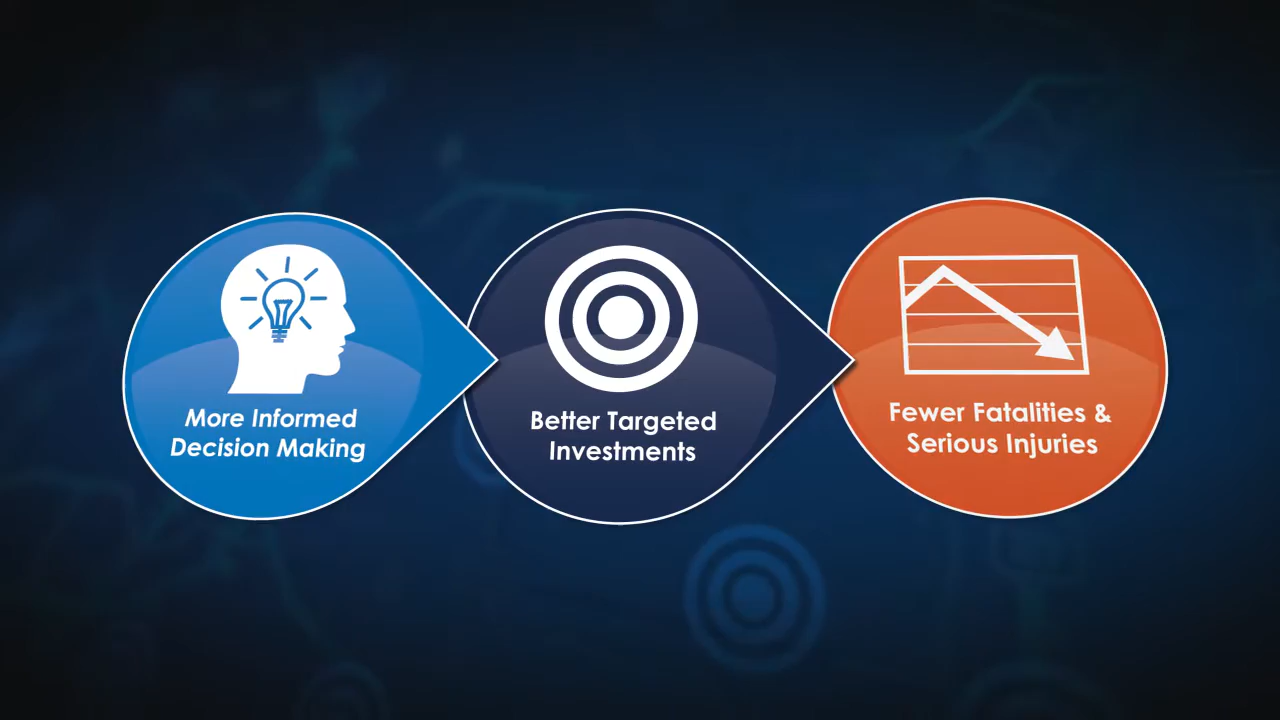 More Informed
Decision Making
Better Targeted
Investments
Fewer Fatalities &
Serious Injuries